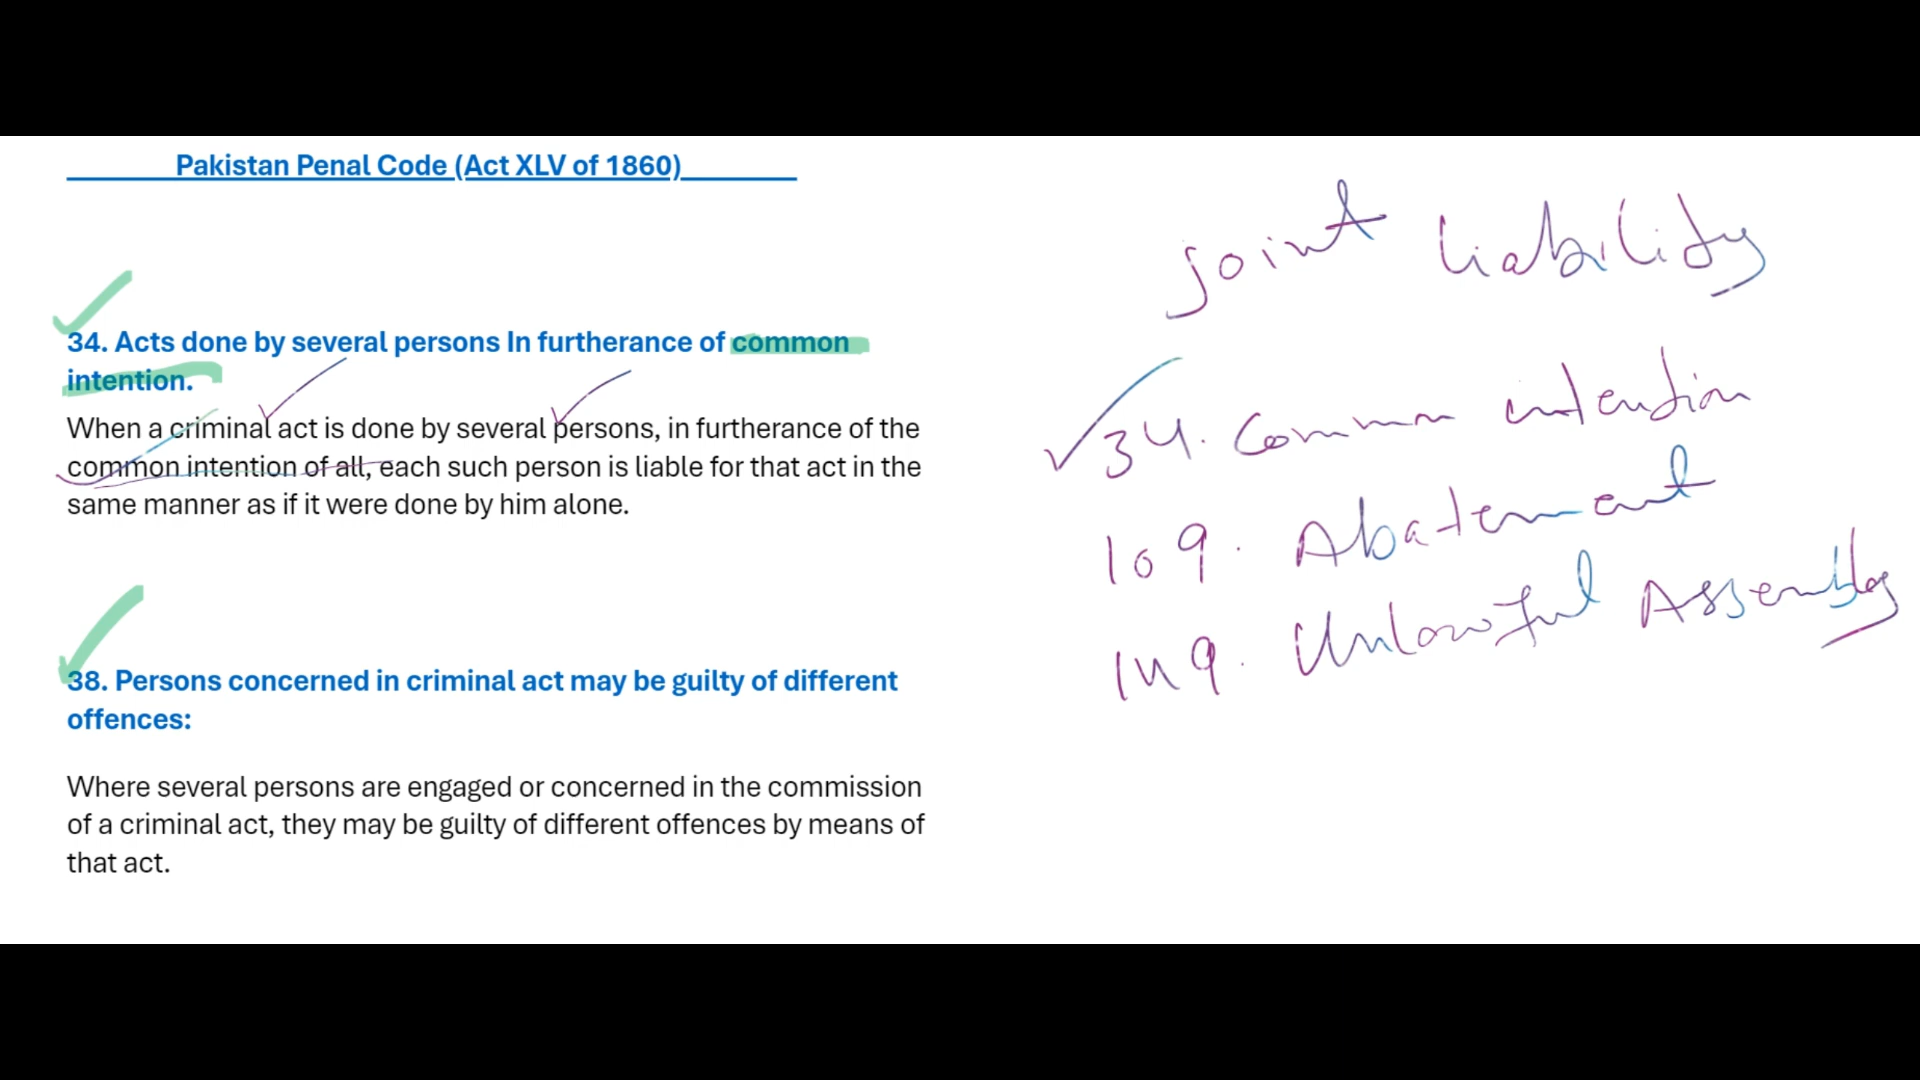 Pakistan Penal Code (Act XLV of 1860)
34. Acts done by several persons In furtherance of common
intention.
When a criminal act is done by several persons, in furtherance of the
common intention of all, each such person is liable for that act in the
same manner as if it were done by him alone.
38. Persons concerned in criminal act may be guilty of different
offences:
Where several persons are engaged or concerned in the commission
of a criminal act, they may be guilty of different offences by means of
that act.
joint liability
34. Common intention
109. Abatement
149. Unlawful Assembly